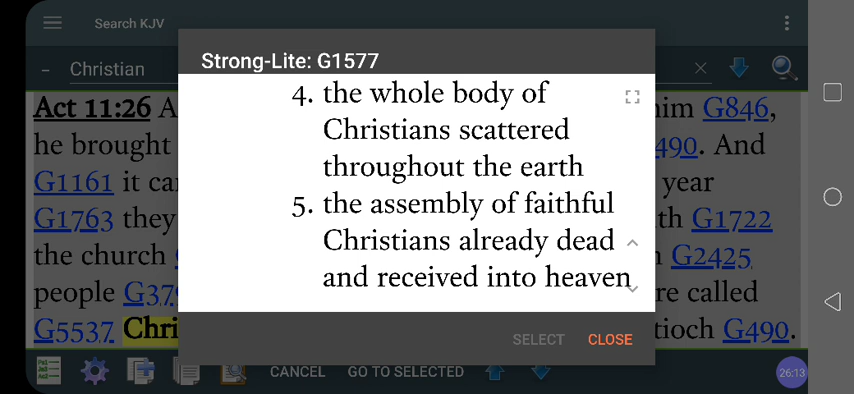 Search KJV
Strong-Lite: G1577
- Christian
4. the whole body of
Christians scattered
throughout the earth
5. the assembly of faithful
Christians already dead
and received into heaven
SELECT CLOSE
Act 11:26 A him G846,
he brought 490. And
G1161 it ca year
G1763 they th G1722
the church G2425
people G37 re called
G5537 Chri tioch G490.
CANCEL GO TO SELECTED
26:13